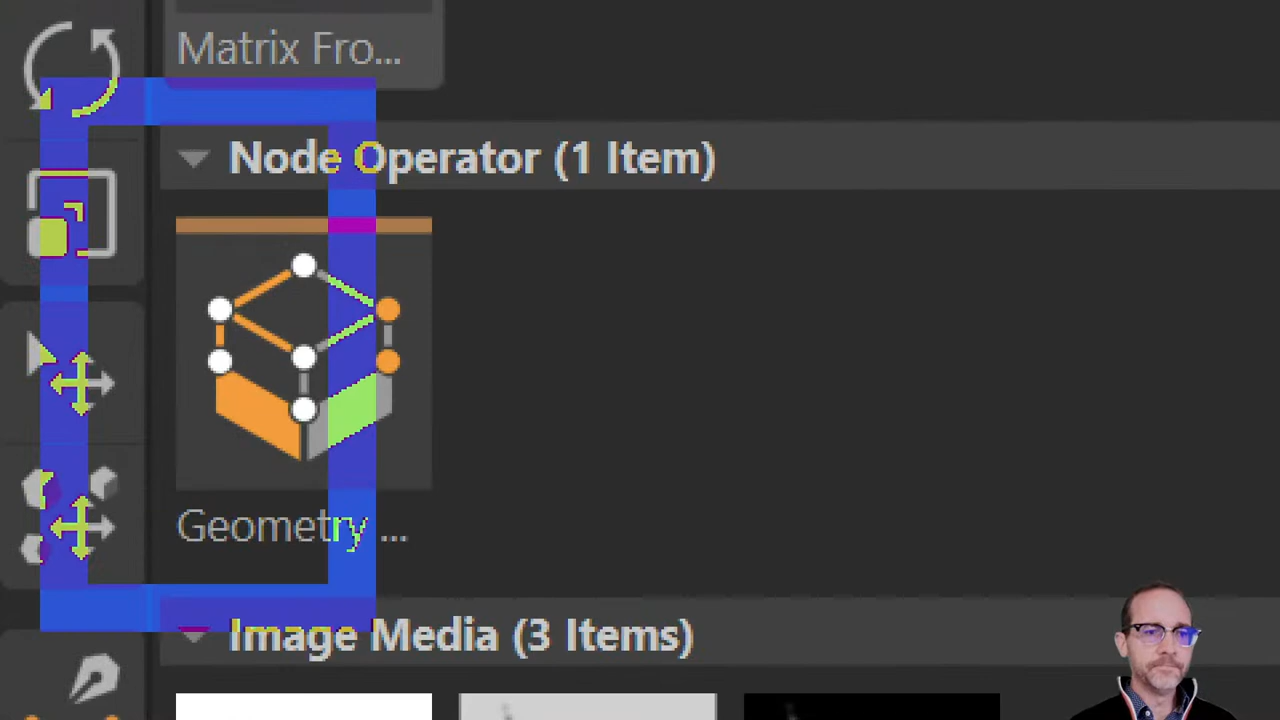 Matrix Fro...
Node Operator (1 Item)
Geometry ...
Image Media (3 Items)